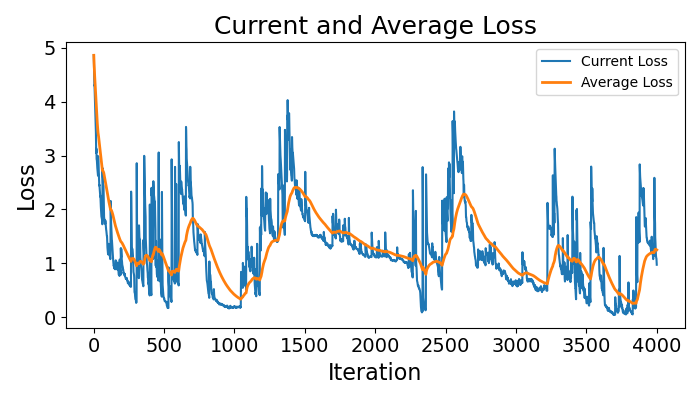 Current and Average Loss
Current Loss
Average Loss
Loss
5
4
3
2
1
0
0 500 1000 1500 2000 2500 3000 3500 4000
Iteration